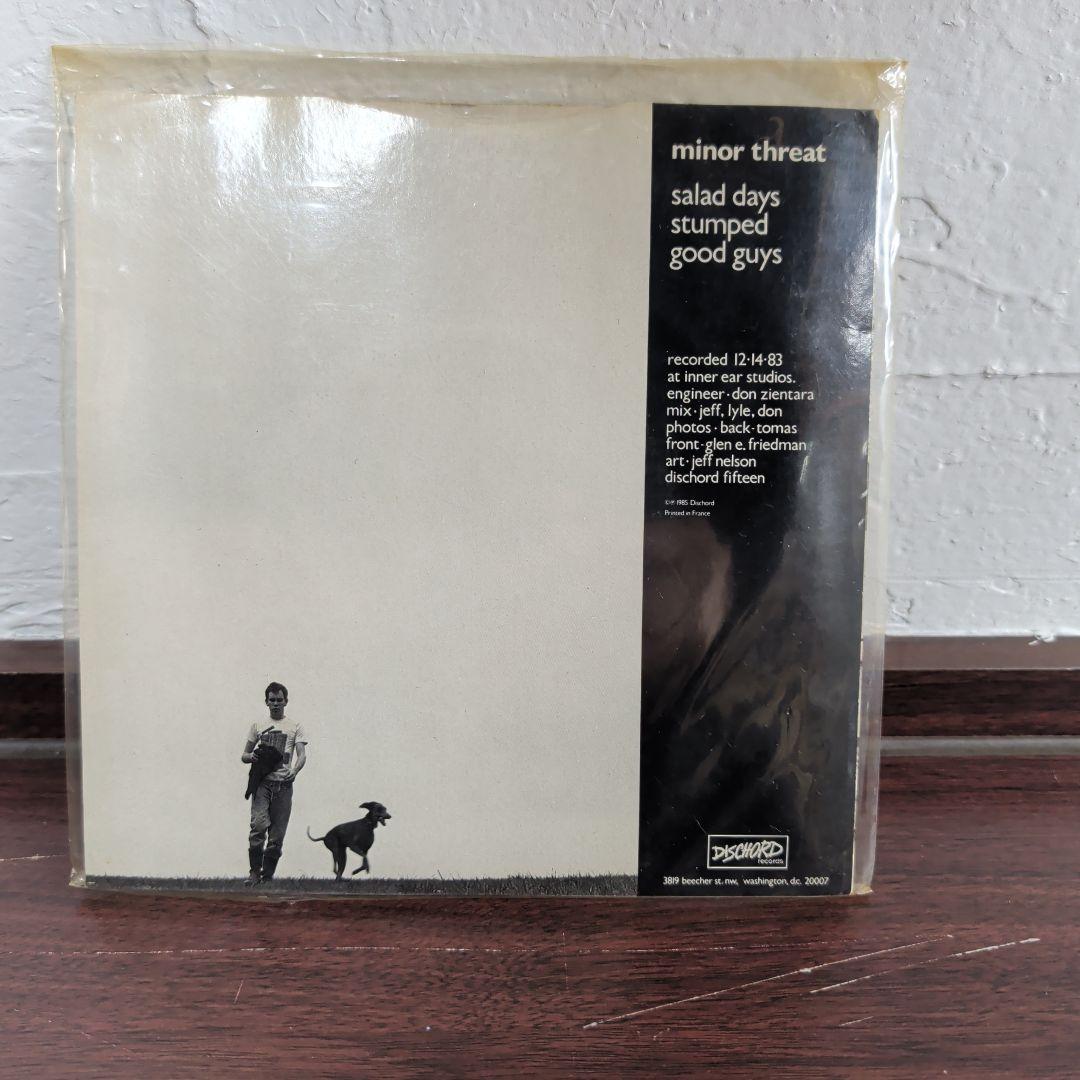 minor threat
salad days
stumped
good guys
recorded 12·14·83
at inner ear studios.
engineer·don zientara
mix·jeff, lyle, don
photos·back-tomas
front-glen e. friedman
art·jeff nelson
dischord fifteen
©℗ 1985 Dischord
Printed in France
DISCHORD
records
3819 beecher st. nw, washington, d.c. 20007